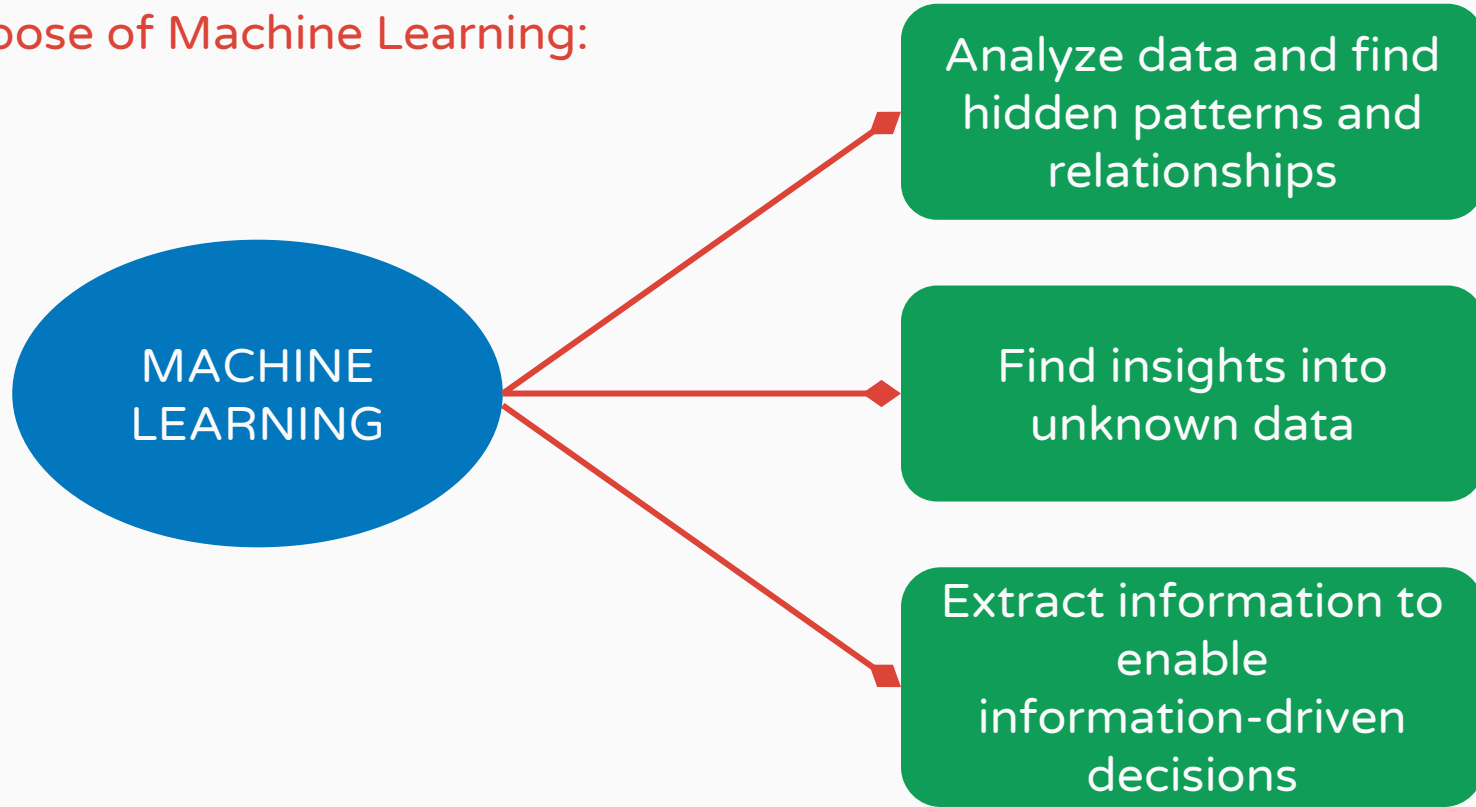 pose of Machine Learning:
Analyze data and find
hidden patterns and
relationships
MACHINE
LEARNING
Find insights into
unknown data
Extract information to
enable
information-driven
decisions